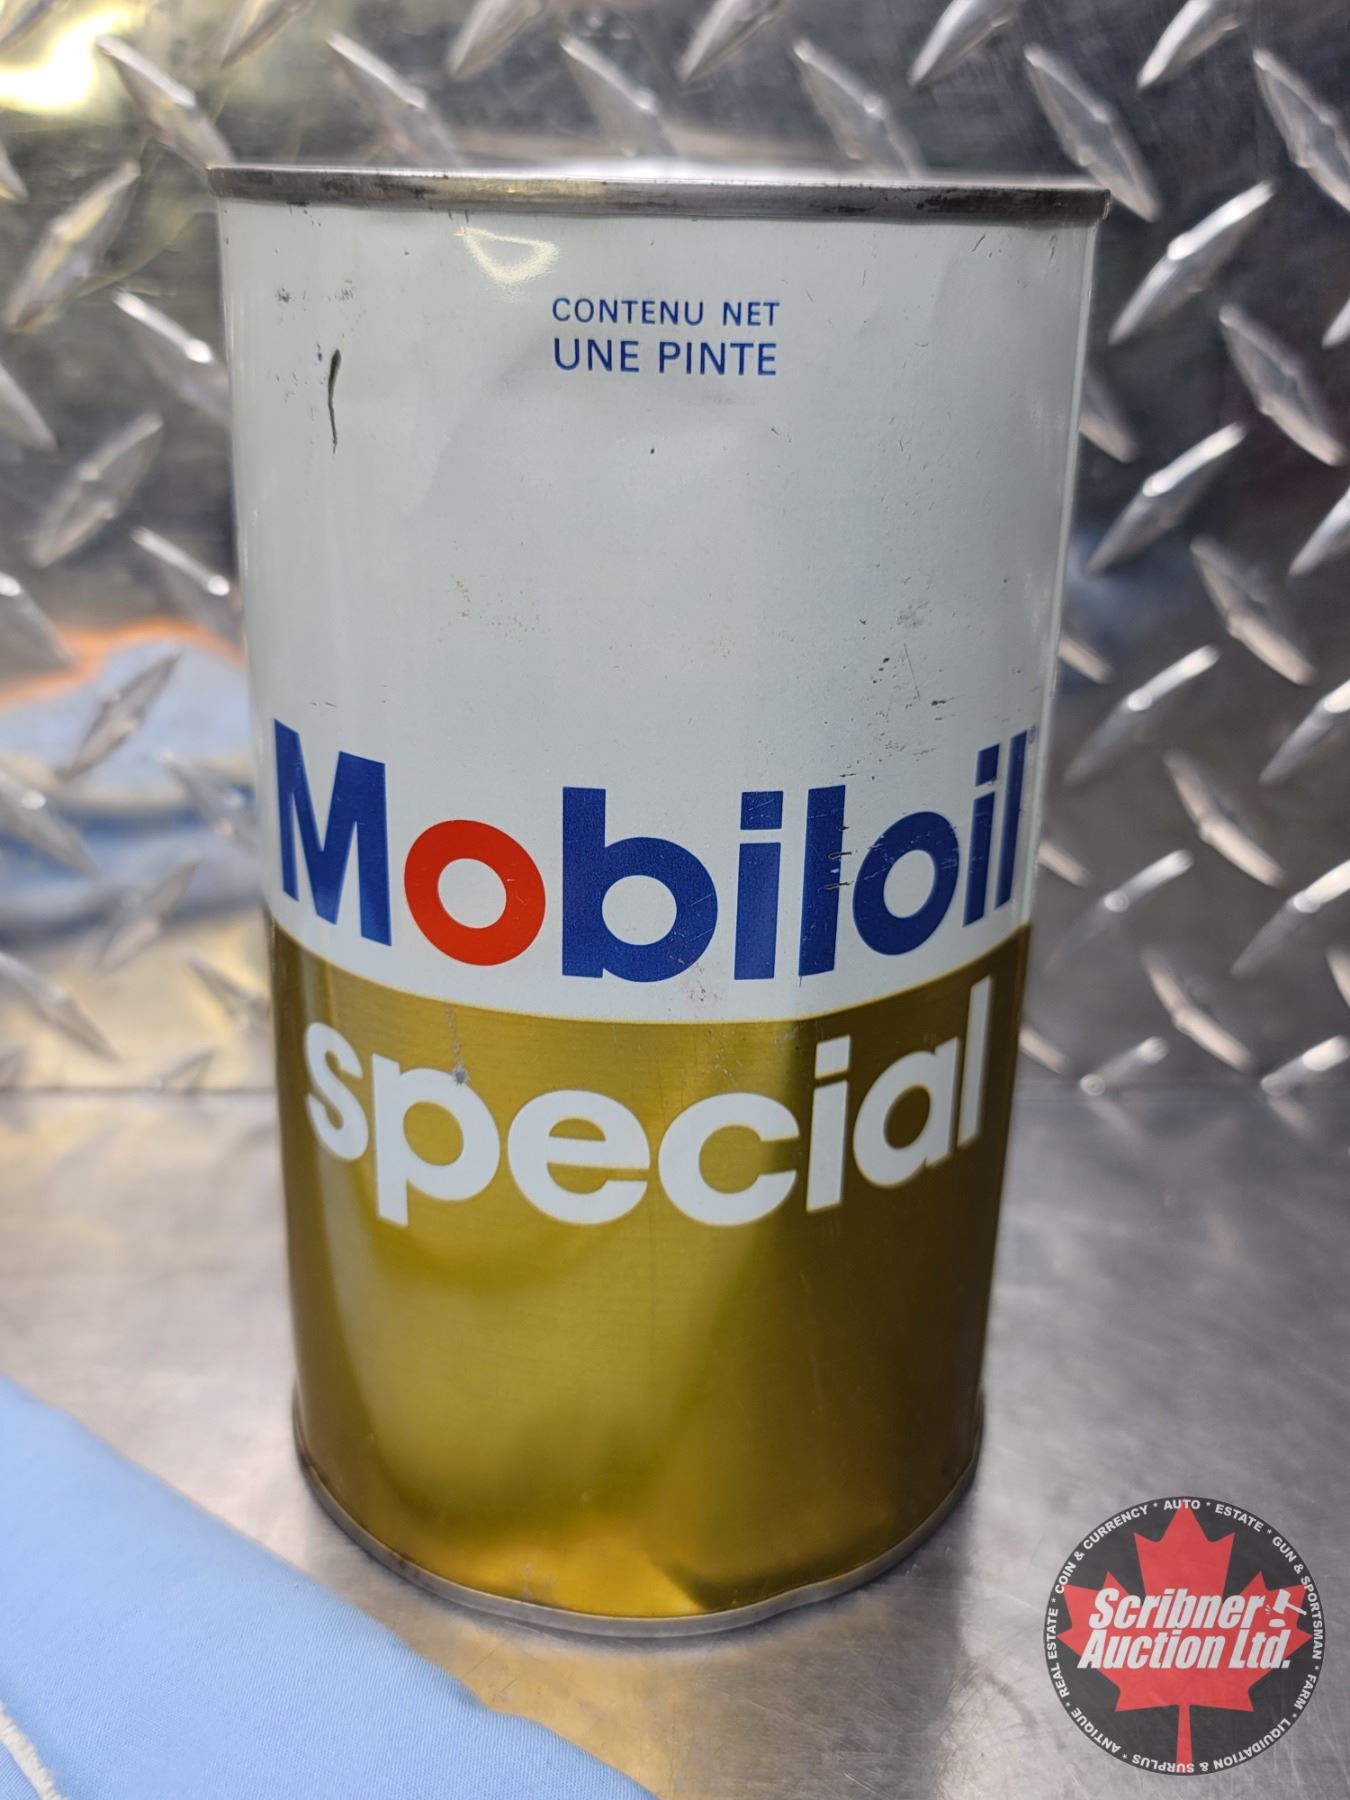 CONTENU NET
UNE PINTE
Mobiloil
special
Scribner
Auction Ltd.
COIN & CURRENCY * AUTO * ESTATE * GUN & SPORTSMAN * FARM * LIQUIDATION & SURPLUS * ANTIQUE * REAL ESTATE *